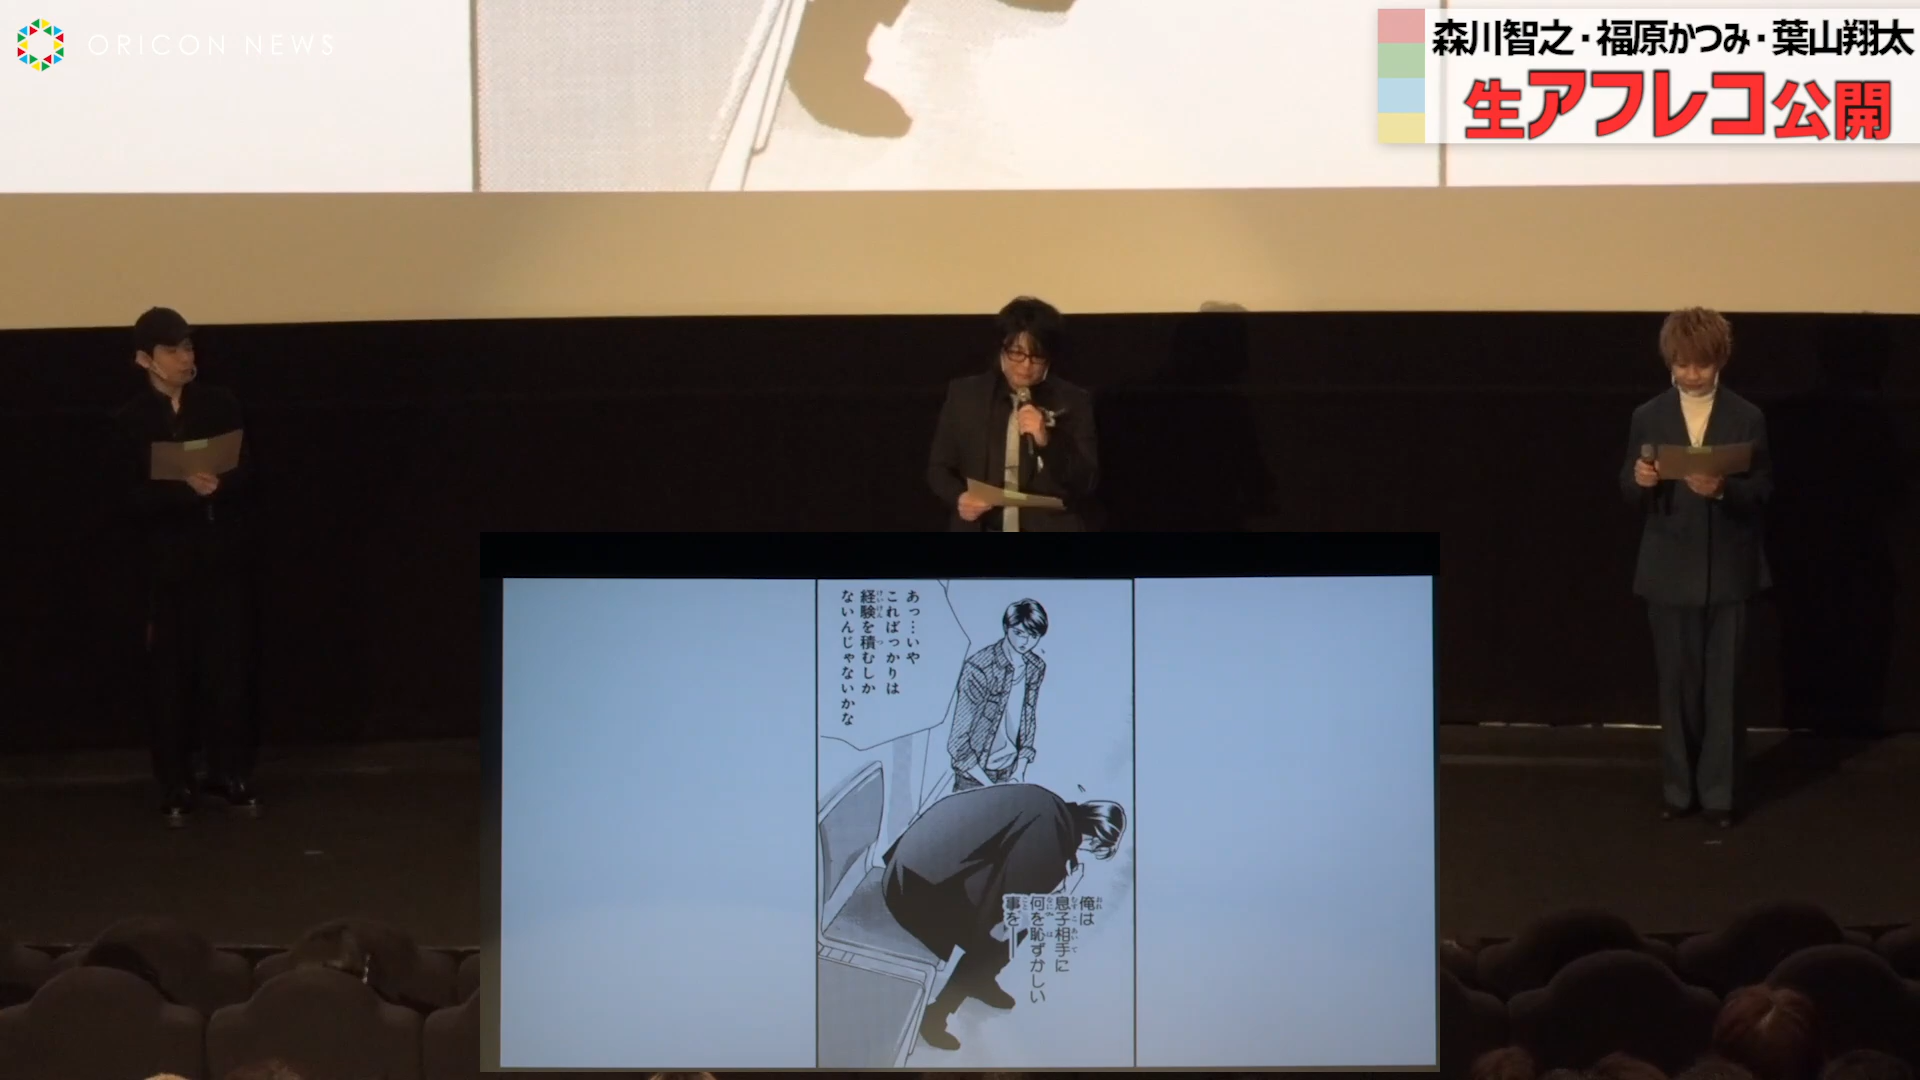 ORICON NEWS
森川智之・福原かつみ・葉山翔太
生アフレコ公開
あっ…いや
こればっかりは
経験を積むしか
ないんじゃないかな
俺は
息子相手に
何を恥ずかしい
事を――